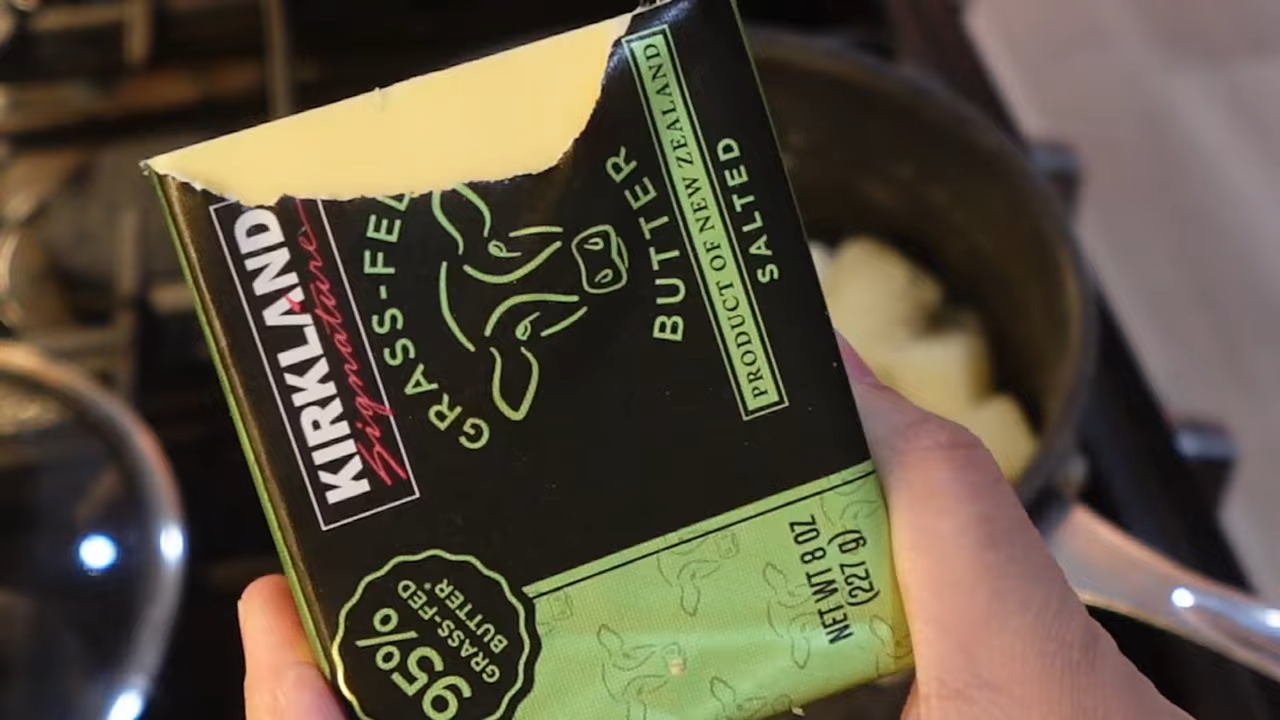 KIRKLAND
Signature
GRASS-FED
BUTTER
PRODUCT OF NEW ZEALAND
SALTED
95%
GRASS-FED
BUTTER*
NET WT 8 OZ
(227 g)